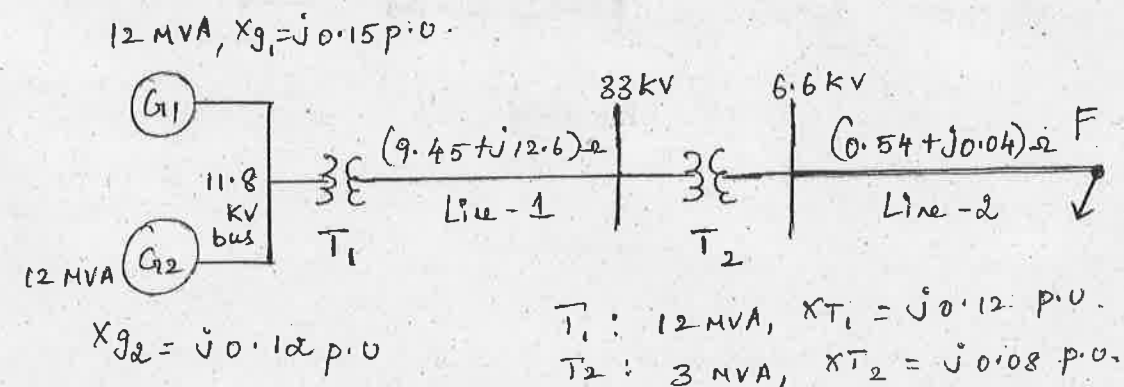 12 MVA, Xg1 = j0.15 p.u.
G1
33 KV
6.6 KV
(9.45+j12.6)Ω
(0.54+j0.04)Ω
F
11.8
KV
bus
Line-1
Line-2
T1
T2
12 MVA
G2
Xg2 = j0.12 p.u
T1: 12 MVA, XT1 = j0.12 p.u.
T2: 3 MVA, XT2 = j0.08 p.u.